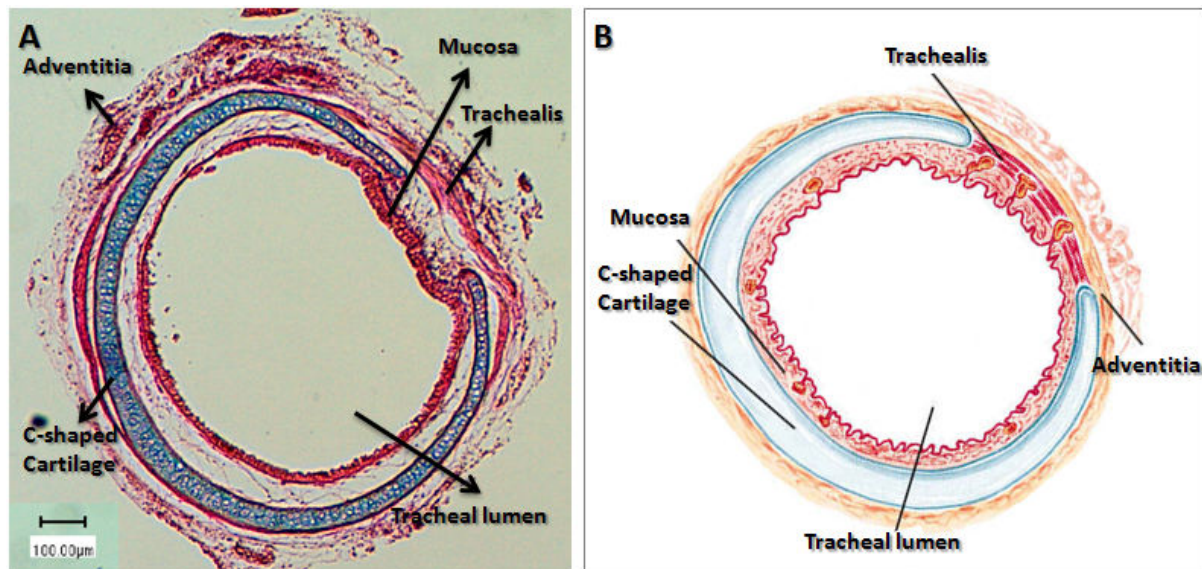 A
Adventitia
Mucosa
Trachealis
C-shaped
Cartilage
Tracheal lumen
100.00µm
B
Trachealis
Mucosa
C-shaped
Cartilage
Adventitia
Tracheal lumen